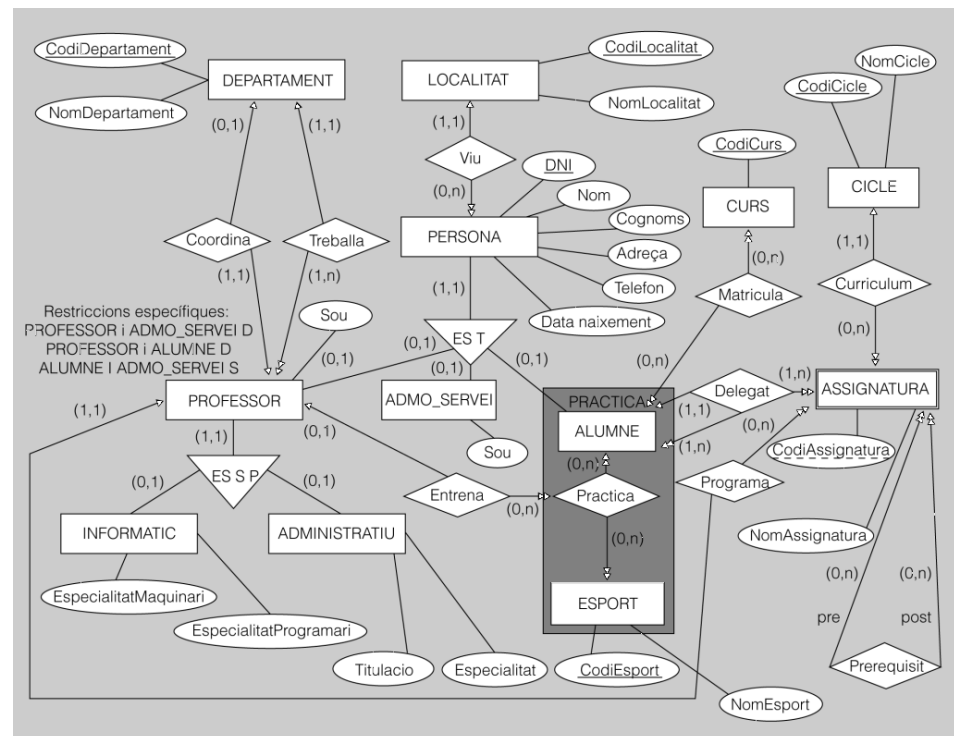 CodiDepartament
DEPARTAMENT
NomDepartament
(0,1)
(1,1)
Coordina
Treballa
(1,1)
(1,n)
LOCALITAT
CodiLocalitat
NomLocalitat
(1,1)
Viu
(0,n)
PERSONA
DNI
Nom
Cognoms
Adreça
Telefon
Data naixement
(1,1)
CodiCurs
CURS
(0,n)
Matricula
(0,n)
NomCicle
CodiCicle
CICLE
(1,1)
Curriculum
(0,n)
Restriccions específiques:
PROFESSOR i ADMO_SERVEI D
PROFESSOR i ALUMNE D
ALUMNE I ADMO_SERVEI S
Sou
(0,1)
(0,1)
ES T
(0,1)
(0,1)
PROFESSOR
(1,1)
(1,1)
(0,1)
ADMO_SERVEI
Sou
PRACTICA
ALUMNE
(1,1)
Delegat
(1,n)
(1,n)
(0,n)
ASSIGNATURA
CodiAssignatura
NomAssignatura
(0,n)
Practica
(0,n)
Entrena
(0,n)
Programa
ES S P
(0,1)
(0,1)
INFORMATIC
ADMINISTRATIU
EspecialitatMaquinari
EspecialitatProgramari
Titulacio
Especialitat
ESPORT
CodiEsport
NomEsport
(0,n)
(0,n)
pre
post
Prerequisit